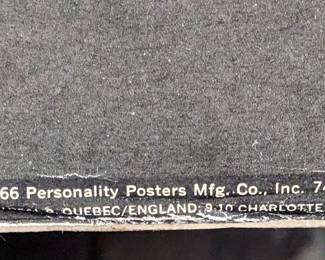 66 Personality Posters Mfg. Co., Inc. 74
QUEBEC/ENGLAND: 9-10 CHARLOTTE